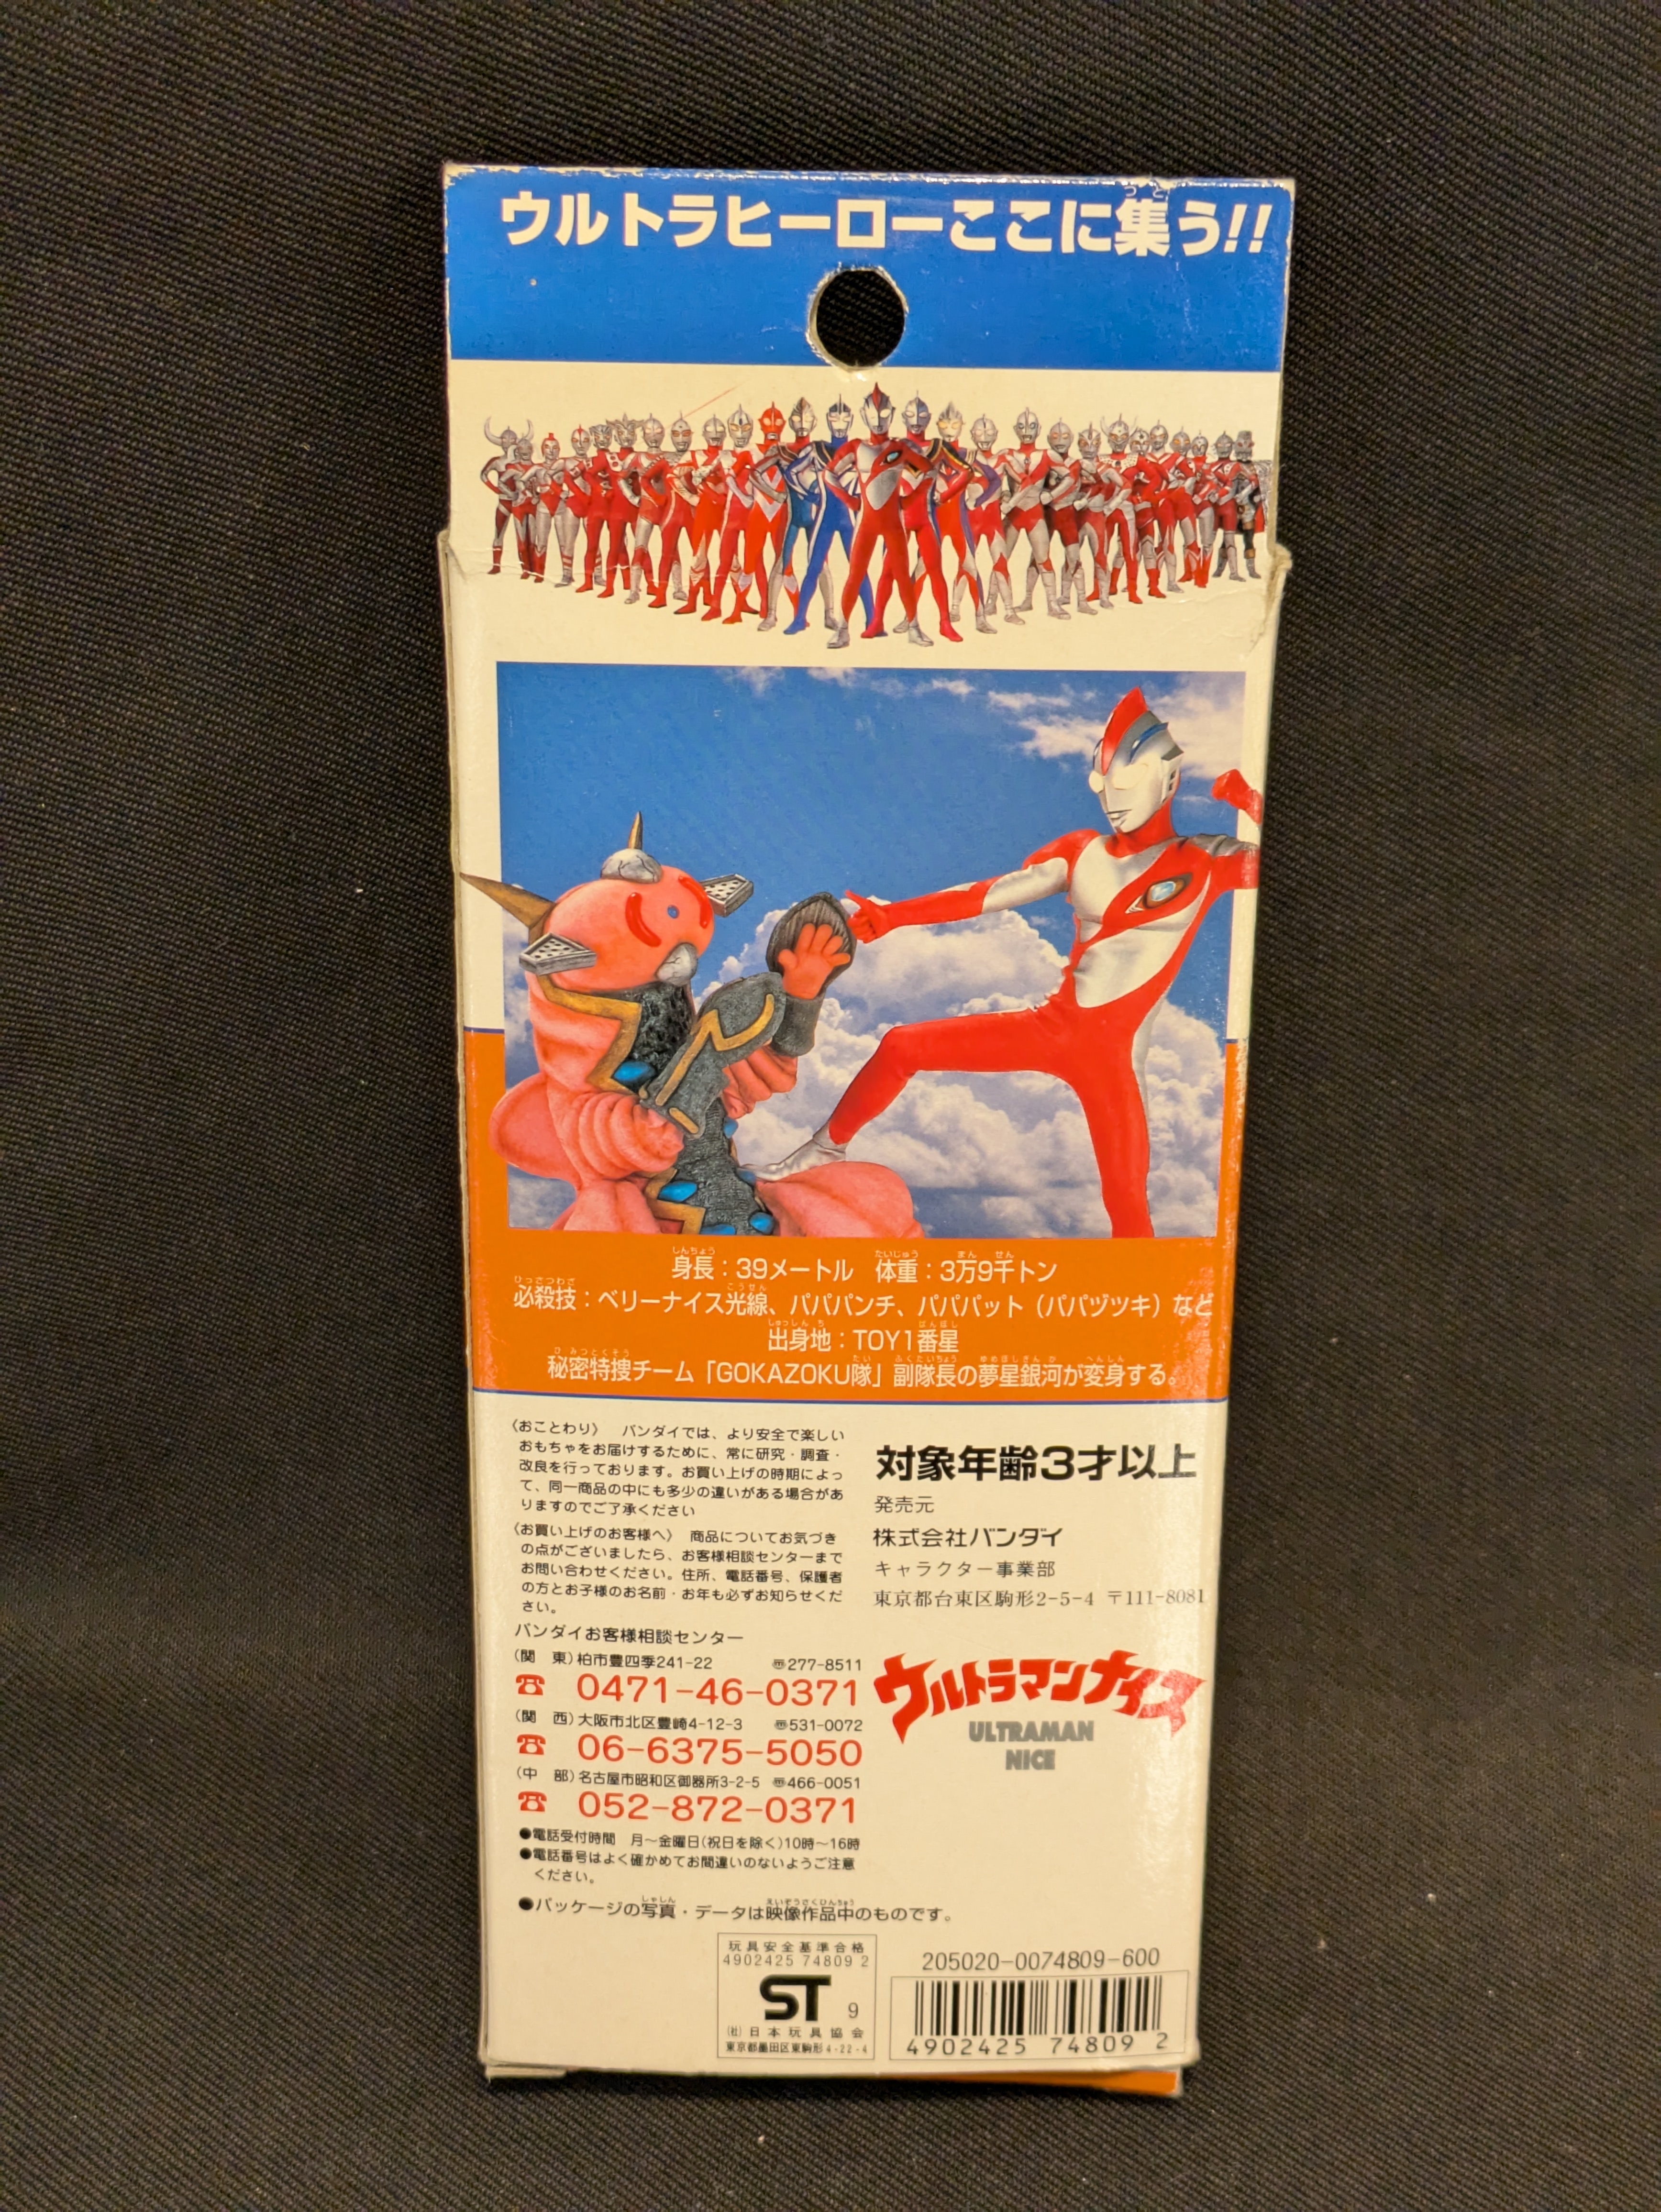 ウルトラヒーローここに集う!!
身長：39メートル　体重：3万9千トン
必殺技：ベリーナイス光線、パパパンチ、パパパット（パパヅツキ）など
出身地：TOY1番星
秘密特捜チーム「GOKAZOKU隊」副隊長の夢星銀河が変身する。
〈おことわり〉　バンダイでは、より安全で楽しい
おもちゃをお届けするために、常に研究・調査・
改良を行っております。お買い上げの時期によっ
て、同一商品の中にも多少の違いがある場合があ
りますのでご了承ください
〈お買い上げのお客様へ〉　商品についてお気づき
の点がございましたら、お客様相談センターまで
お問い合わせください。住所、電話番号、保護者
の方とお子様のお名前・お年も必ずお知らせくだ
さい。
バンダイお客様相談センター
（関　東）柏市豊四季241-22　〠277-8511
☎ 0471-46-0371
（関　西）大阪市北区豊崎4-12-3　〠531-0072
☎ 06-6375-5050
（中　部）名古屋市昭和区御器所3-2-5　〠466-0051
☎ 052-872-0371
●電話受付時間　月～金曜日（祝日を除く）10時～16時
●電話番号はよく確かめてお間違いのないようご注意
ください。
対象年齢3才以上
発売元
株式会社バンダイ
キャラクター事業部
東京都台東区駒形2-5-4 〒111-8081
ウルトラマンナイス
ULTRAMAN
NICE
●パッケージの写真・データは映像作品中のものです。
玩具安全基準合格
4902425 74809 2
ST 9
(社)日本玩具協会
東京都墨田区東駒形4-22-4
205020-0074809-600
4902425 74809 2